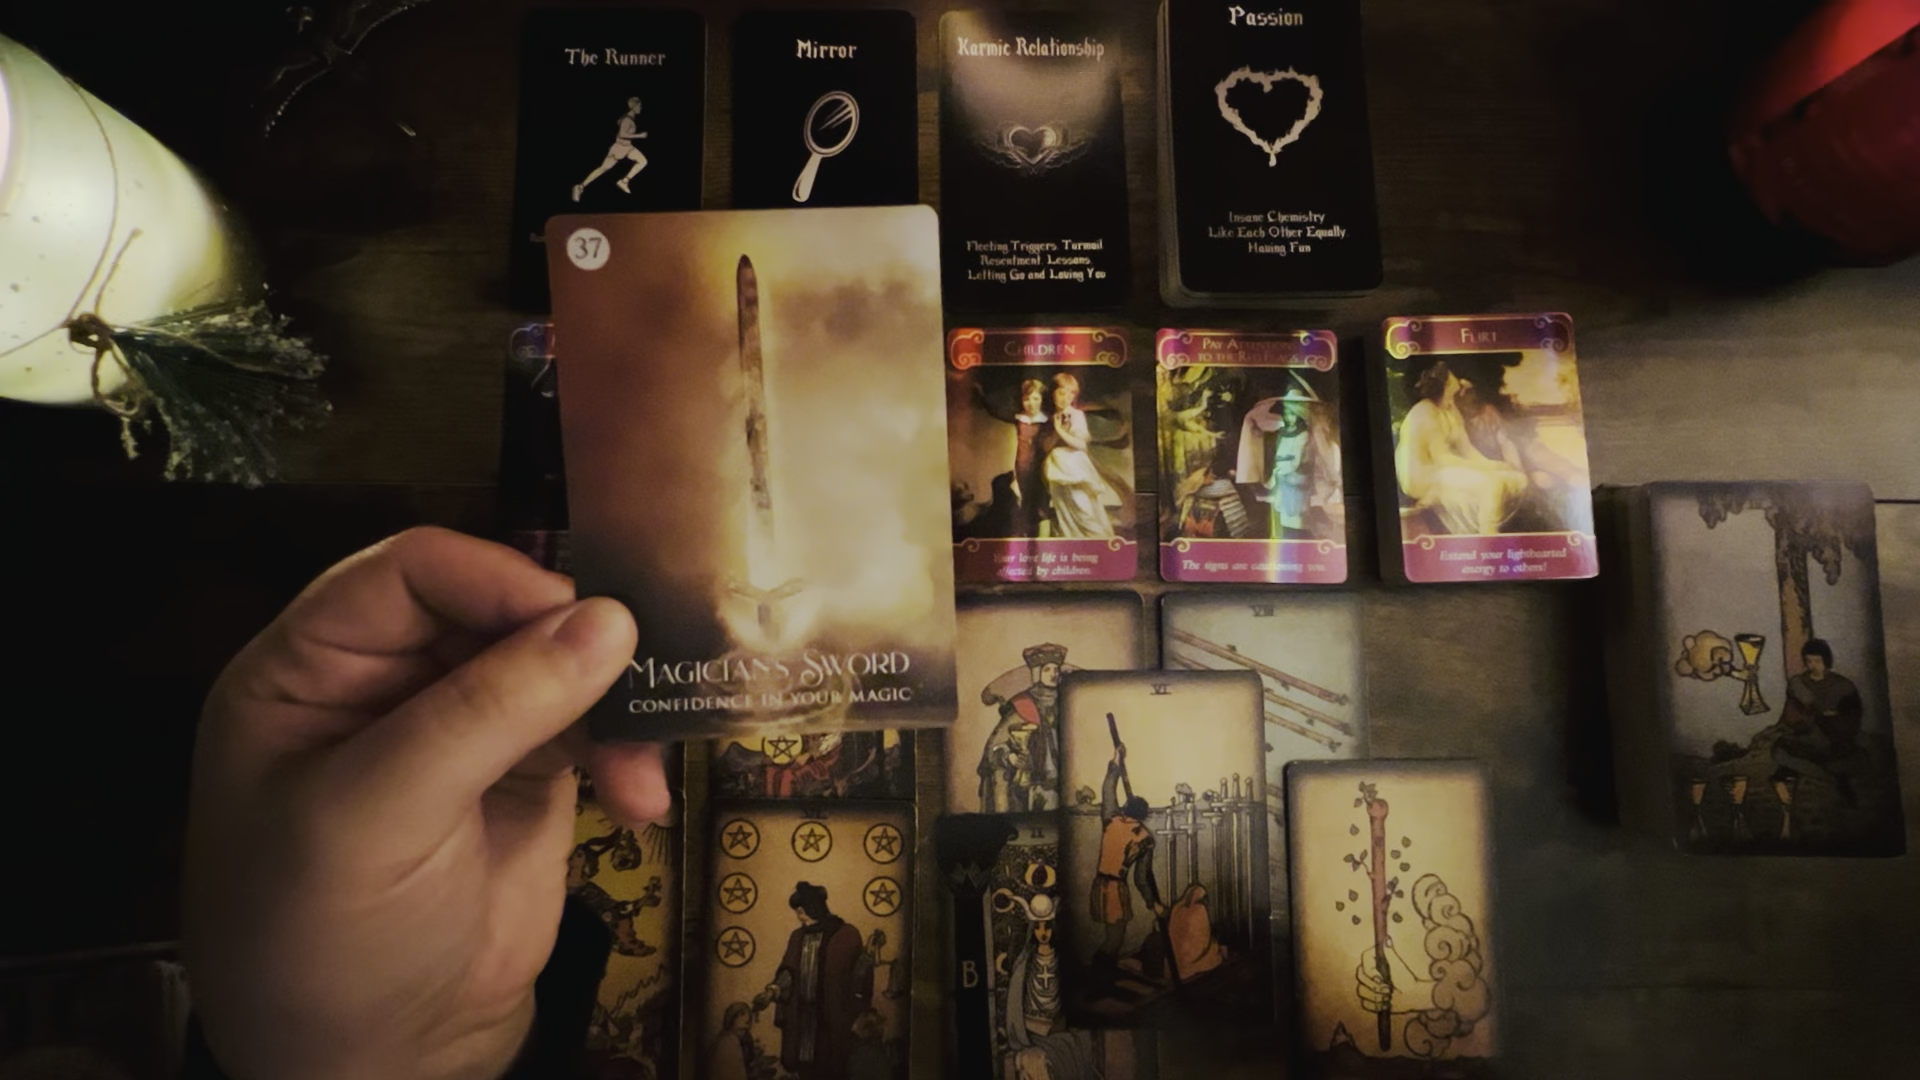 The Runner
Mirror
Karmic Relationship
Fleeting Triggers. Turmoil
Resentment. Lessons.
Letting Go and Loving You
Passion
Insane Chemistry
Like Each Other Equally
Having Fun
37
MAGICIAN'S SWORD
CONFIDENCE IN YOUR MAGIC
CHILDREN
Your love life is being
affected by children.
PAY ATTENTION
TO THE RED FLAGS
The signs are cautioning you.
FLIRT
Extend your lighthearted
energy to others!
VIII
VI
II
B